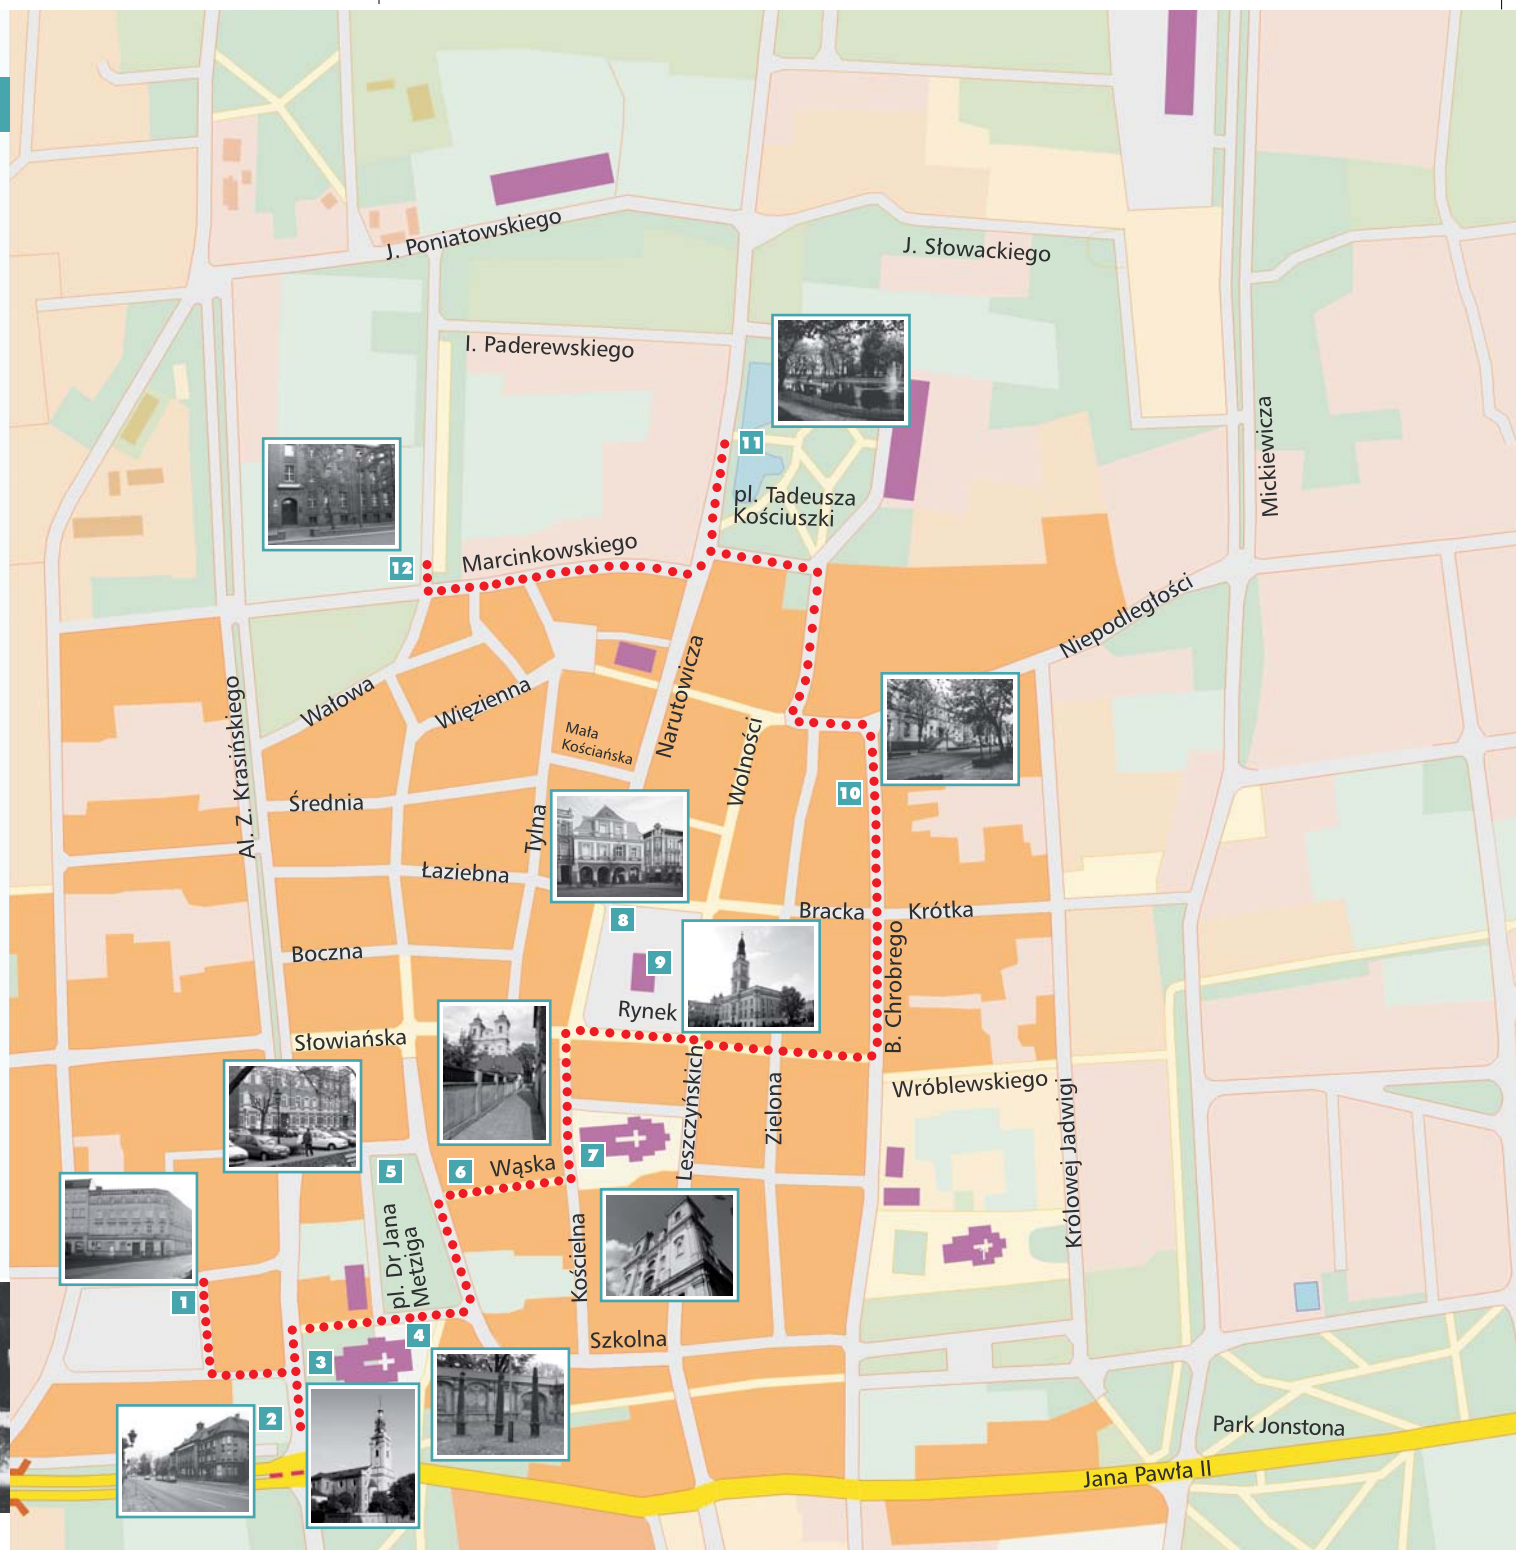 J. Poniatowskiego
J. Słowackiego
I. Paderewskiego
Mickiewicza
11
pl. Tadeusza
Kościuszki
Marcinkowskiego
12
Niepodległości
Narutowicza
Wałowa
Więzienna
Al. Z. Krasińskiego
Mała
Kościańska
Wolności
10
Średnia
Tylna
Łaziebna
8
Bracka
Krótka
9
Boczna
B. Chrobrego
Rynek
Słowiańska
Leszczyńskich
Zielona
Wróblewskiego
Królowej Jadwigi
7
5
6
Wąska
pl. Dr Jana
Metziga
Kościelna
1
4
Szkolna
3
2
Park Jonstona
Jana Pawła II